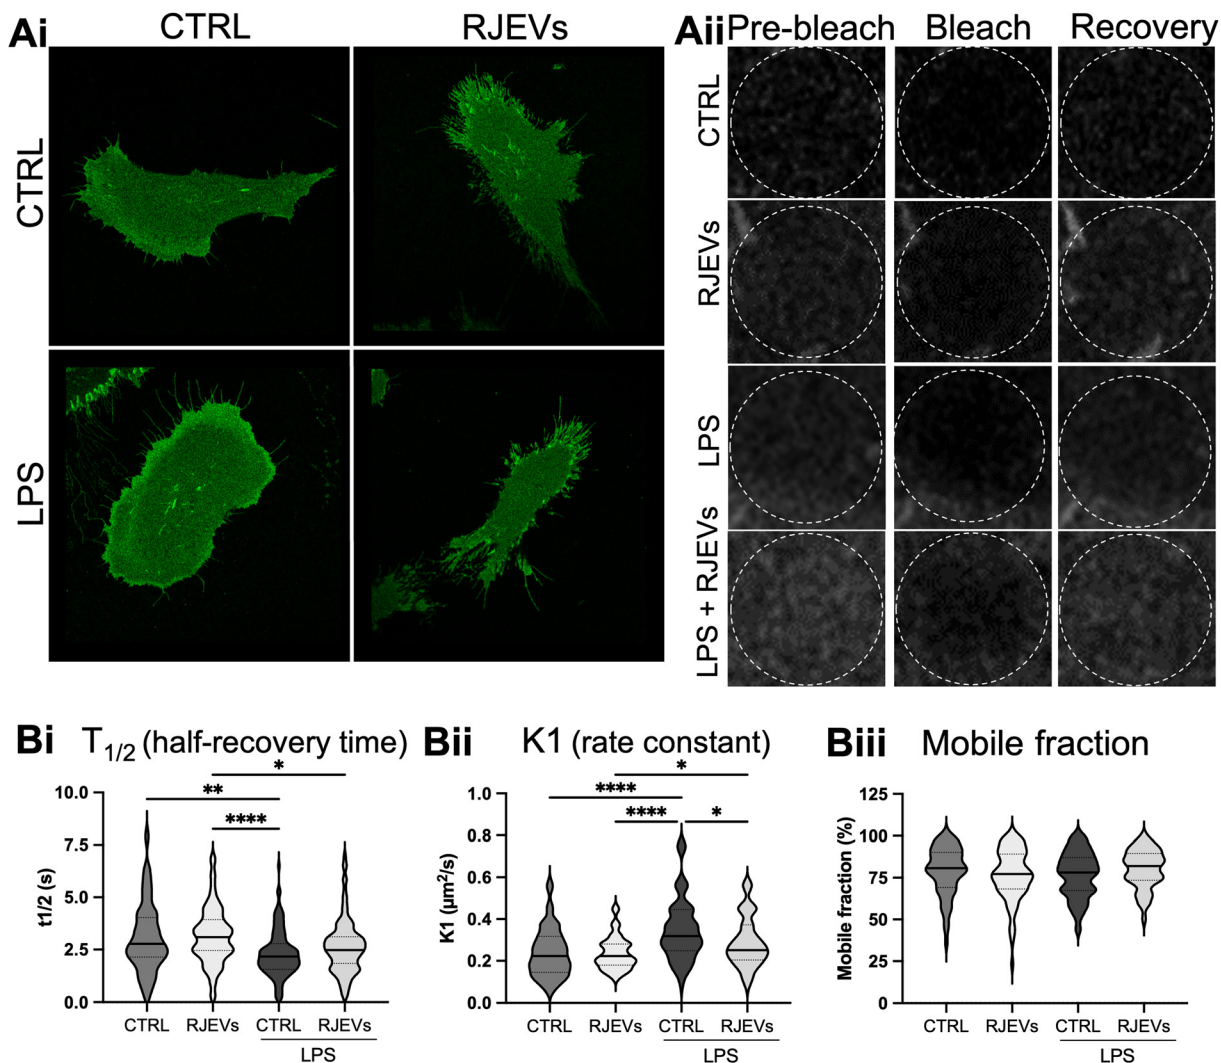 Ai
CTRL
RJEVs
CTRL
LPS
Aii
Pre-bleach
Bleach
Recovery
CTRL
RJEVs
LPS
LPS + RJEVs
Bi
T1/2 (half-recovery time)
*
**
****
t1/2 (s)
10.0
7.5
5.0
2.5
0.0
CTRL
RJEVs
CTRL
RJEVs
LPS
Bii
K1 (rate constant)
*
****
****
*
K1 (µm²/s)
1.0
0.8
0.6
0.4
0.2
0.0
CTRL
RJEVs
CTRL
RJEVs
LPS
Biii
Mobile fraction
Mobile fraction (%)
125
100
75
50
25
0
CTRL
RJEVs
CTRL
RJEVs
LPS